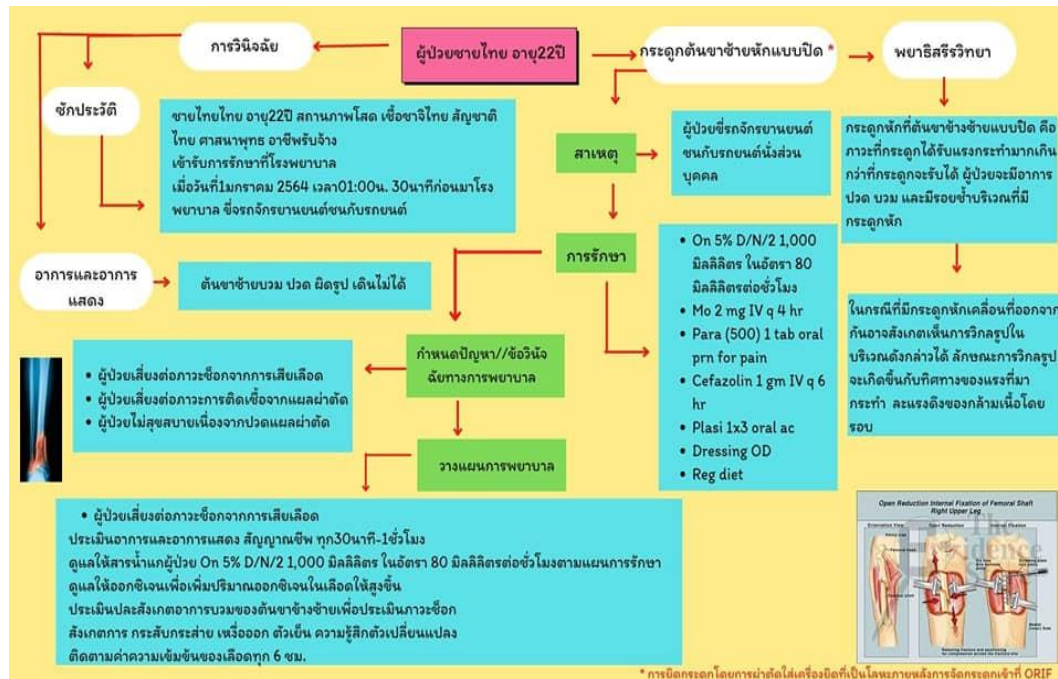 การวินิจฉัย
ผู้ป่วยชายไทย อายุ22ปี
กระดูกต้นขาซ้ายหักแบบปิด *
พยาธิสรีรวิทยา
ซักประวัติ
ชายไทยไทย อายุ22ปี สถานภาพโสด เชื้อชาจิไทย สัญชาติ
ไทย ศาสนาพุทธ อาชีพรับจ้าง
เข้ารับการรักษาที่โรงพยาบาล
เมื่อวันที่1มกราคม 2564 เวลา01:00น. 30นาทีก่อนมาโรง
พยาบาล ขี่จรถจักรยานยนต์ชนกับรถยนต์
อาการและอาการ
แสดง
ต้นขาซ้ายบวม ปวด ผิดรูป เดินไม่ได้
สาเหตุ
ผู้ป่วยขี่รถจักรยานยนต์
ชนกับรถยนต์นั่งส่วน
บุคคล
กระดูกหักที่ต้นขาข้างซ้ายแบบปิด คือ
ภาวะที่กระดูกได้รับแรงกระทำมากเกิน
กว่าที่กระดูกจะรับได้ ผู้ป่วยจะมีอาการ
ปวด บวม และมีรอยช้ำบริเวณที่มี
กระดูกหัก
ในกรณีที่มีกระดูกหักเคลื่อนที่ออกจาก
กันอาจสังเกตเห็นการวิกลรูปใน
บริเวณดังกล่าวได้ ลักษณะการวิกลรูป
จะเกิดขึ้นกับทิศทางของแรงที่มา
กระทำ ละแรงดึงของกล้ามเนื้อโดย
รอบ
การรักษา
• On 5% D/N/2 1,000
มิลลิลิตร ในอัตรา 80
มิลลิลิตรต่อชั่วโมง
• Mo 2 mg IV q 4 hr
• Para (500) 1 tab oral
prn for pain
• Cefazolin 1 gm IV q 6
hr
• Plasi 1x3 oral ac
• Dressing OD
• Reg diet
กำหนดปัญหา//ข้อวินิจ
ฉัยทางการพยาบาล
• ผู้ป่วยเสี่ยงต่อภาวะช็อกจากการเสียเลือด
• ผู้ป่วยเสี่ยงต่อภาวะการติดเชื้อจากแผลผ่าตัด
• ผู้ป่วยไม่สุขสบายเนื่องจากปวดแผลผ่าตัด
วางแผนการพยาบาล
• ผู้ป่วยเสี่ยงต่อภาวะช็อกจากการเสียเลือด
ประเมินอาการและอาการแสดง สัญญาณชีพ ทุก30นาที-1ชั่วโมง
ดูแลให้สารน้ำแกผู้ป่วย On 5% D/N/2 1,000 มิลลิลิตร ในอัตรา 80 มิลลิลิตรต่อชั่วโมงตามแผนการรักษา
ดูแลให้ออกซิเจนเพื่อเพิ่มปริมาณออกซิเจนในเลือดให้สูงขึ้น
ประเมินปละสังเกตอาการบวมของต้นขาข้างซ้ายเพื่อประเมินภาวะช็อก
สังเกตการ กระสับกระส่าย เหงื่อออก ตัวเย็น ความรู้สึกตัวเปลี่ยนแปลง
ติดตามค่าความเข้มข้นของเลือดทุก 6 ชม.
Open Reduction Internal Fixation of Femoral Shaft
Right Upper Leg
Orientation View
Open Reduction
Internal Fixation
* การยึดกระดูกโดยการผ่าตัดใส่เครื่องยึดที่เป็นโลหะภายหลังการจัดกระดูกเข้าที่ ORIF